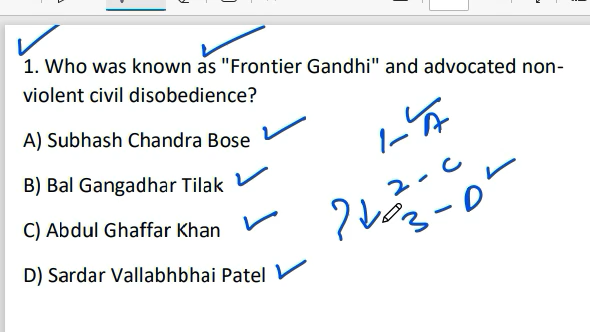 1. Who was known as "Frontier Gandhi" and advocated non-
violent civil disobedience?
A) Subhash Chandra Bose
B) Bal Gangadhar Tilak
C) Abdul Ghaffar Khan
D) Sardar Vallabhbhai Patel
1-A
2-C
? 3-D